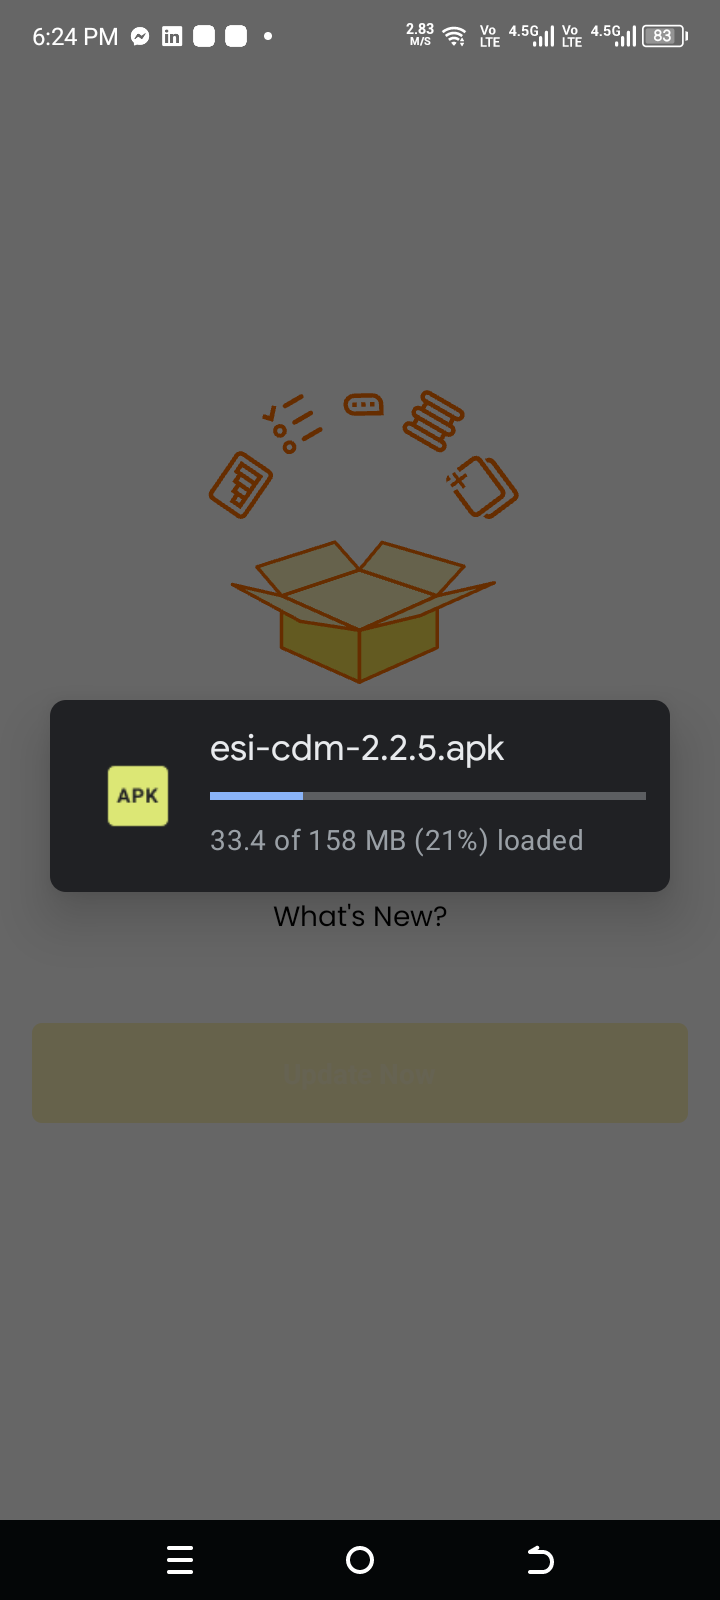 6:24 PM
2.83 M/S
Vo LTE 4.5G Vo LTE 4.5G 83
esi-cdm-2.2.5.apk
APK
33.4 of 158 MB (21%) loaded
What's New?